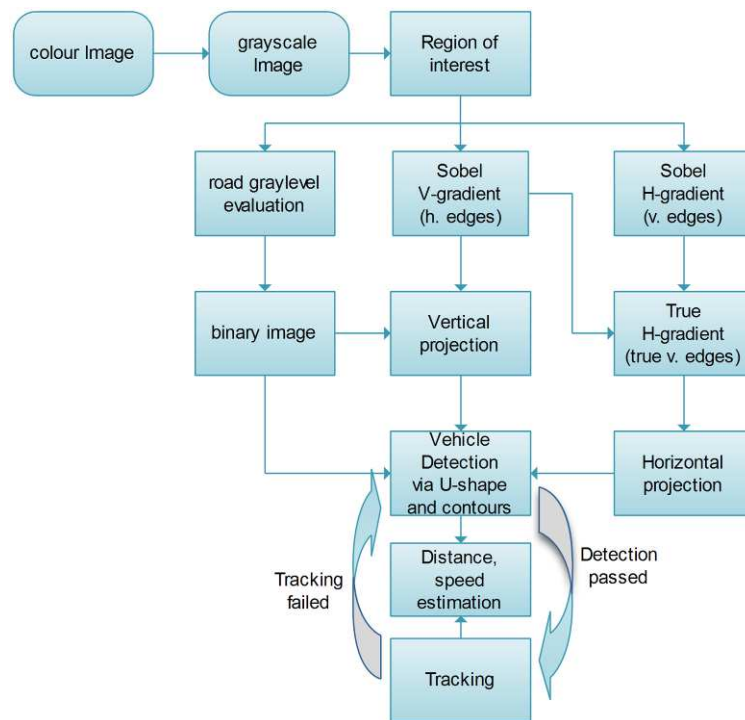 colour Image
grayscale
Image
Region of
interest
road graylevel
evaluation
Sobel
V-gradient
(h. edges)
Sobel
H-gradient
(v. edges)
binary image
Vertical
projection
True
H-gradient
(true v. edges)
Vehicle
Detection
via U-shape
and contours
Horizontal
projection
Tracking
failed
Distance,
speed
estimation
Detection
passed
Tracking